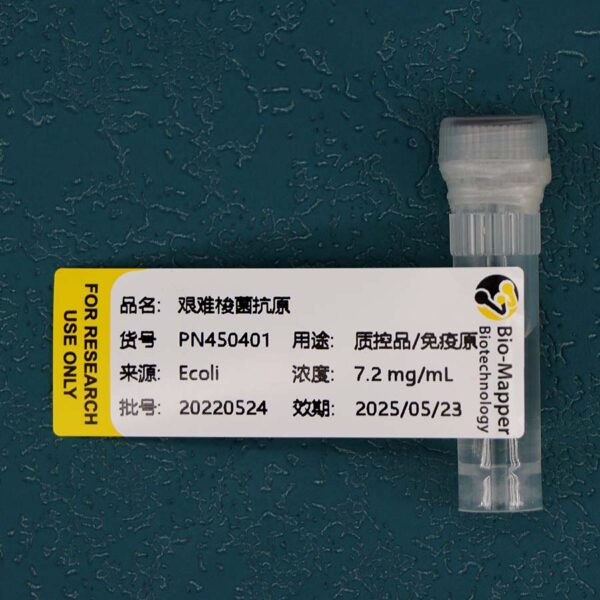 FOR RESEARCH
USE ONLY
品名: 艰难梭菌抗原
货号 PN450401 用途: 质控品/免疫原
来源: Ecoli 浓度: 7.2 mg/mL
批号: 20220524 效期: 2025/05/23
Bio-Mapper
Biotechnology